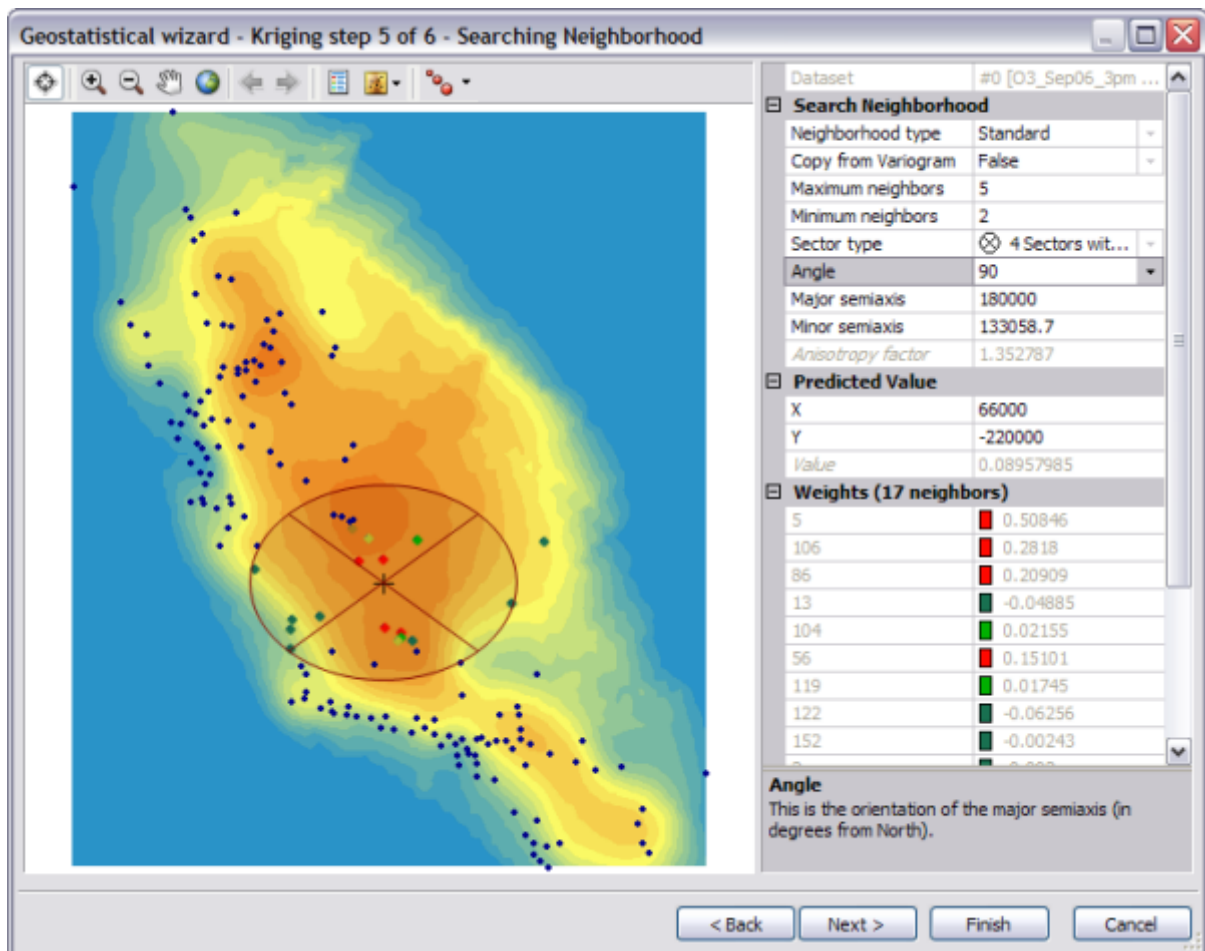 Geostatistical wizard - Kriging step 5 of 6 - Searching Neighborhood
Dataset #0 [O3_Sep06_3pm ...
Search Neighborhood
Neighborhood type Standard
Copy from Variogram False
Maximum neighbors 5
Minimum neighbors 2
Sector type 4 Sectors wit...
Angle 90
Major semiaxis 180000
Minor semiaxis 133058.7
Anisotropy factor 1.352787
Predicted Value
X 66000
Y -220000
Value 0.08957985
Weights (17 neighbors)
5 0.50846
106 0.2818
86 0.20909
13 -0.04885
104 0.02155
56 0.15101
119 0.01745
122 -0.06256
152 -0.00243
Angle
This is the orientation of the major semiaxis (in
degrees from North).
< Back Next > Finish Cancel